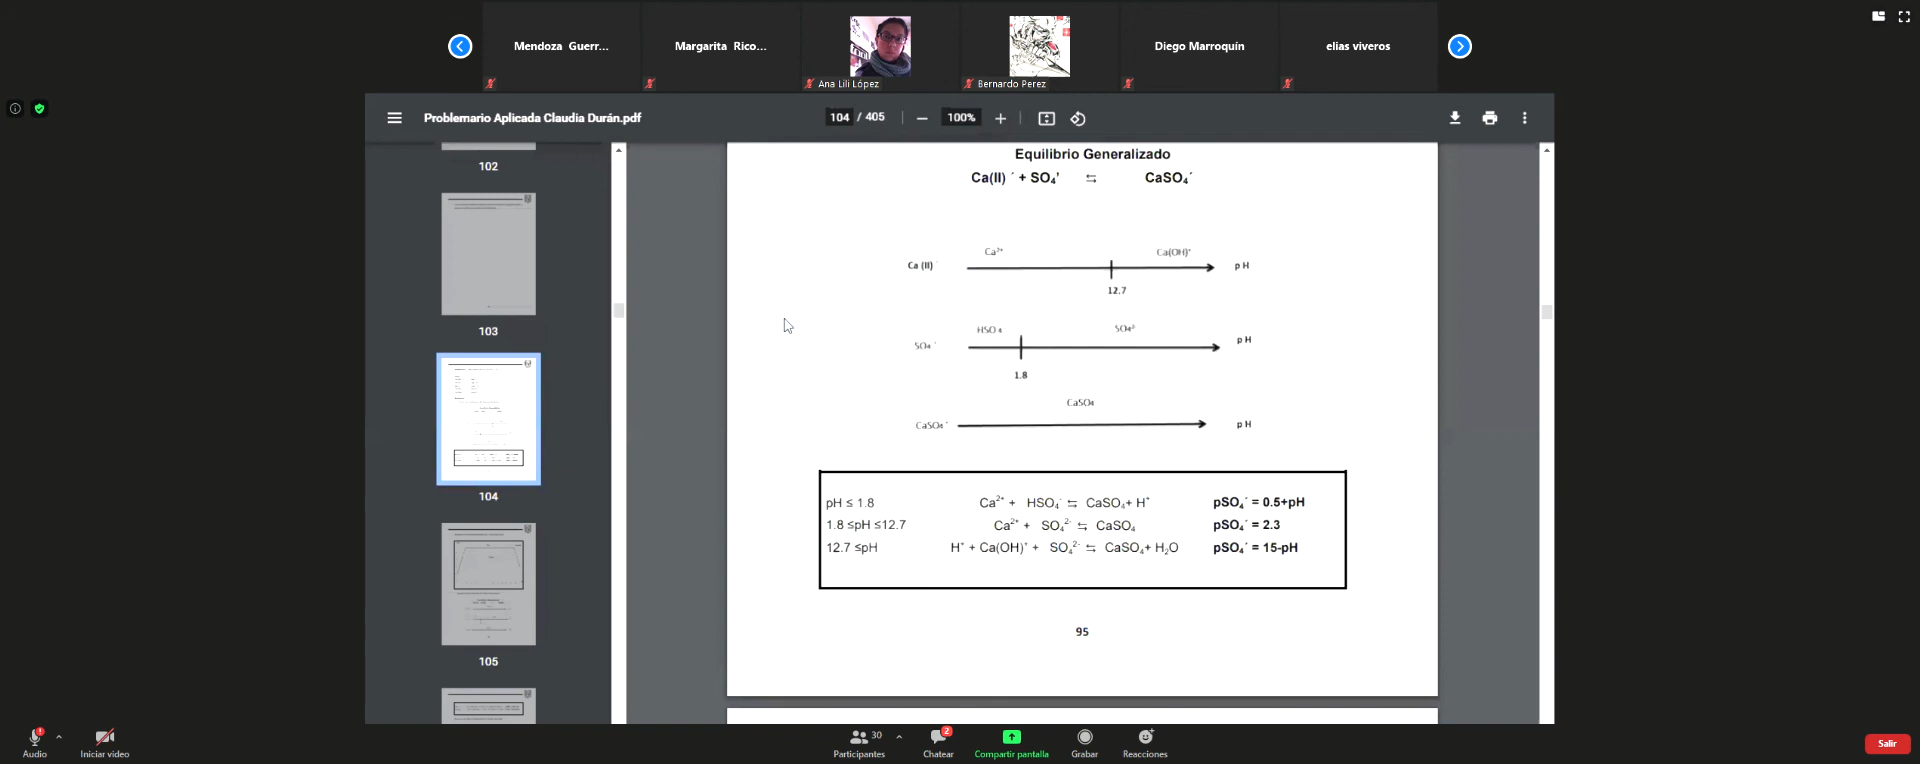 Mendoza Guerr...
Margarita Rico...
Ana Lili López
Bernardo Perez
Diego Marroquín
elias viveros
Problemario Aplicada Claudia Durán.pdf
104 / 405
100%
102
103
104
105
Equilibrio Generalizado
Ca(II) ´ + SO₄' ⇆ CaSO₄´
Ca²⁺ Ca(OH)⁺
Ca (II) p H
12.7
HSO₄ SO₄²
SO₄ ´ p H
1.8
CaSO₄
CaSO₄ ´ p H
pH ≤ 1.8 Ca²⁺ + HSO₄⁻ ⇆ CaSO₄+ H⁺ pSO₄´ = 0.5+pH
1.8 ≤pH ≤12.7 Ca²⁺ + SO₄²⁻ ⇆ CaSO₄ pSO₄´ = 2.3
12.7 ≤pH H⁺ + Ca(OH)⁺ + SO₄²⁻ ⇆ CaSO₄+ H₂O pSO₄´ = 15-pH
95
Audio
Iniciar video
Participantes
30
Chatear
2
Compartir pantalla
Grabar
Reacciones
Salir